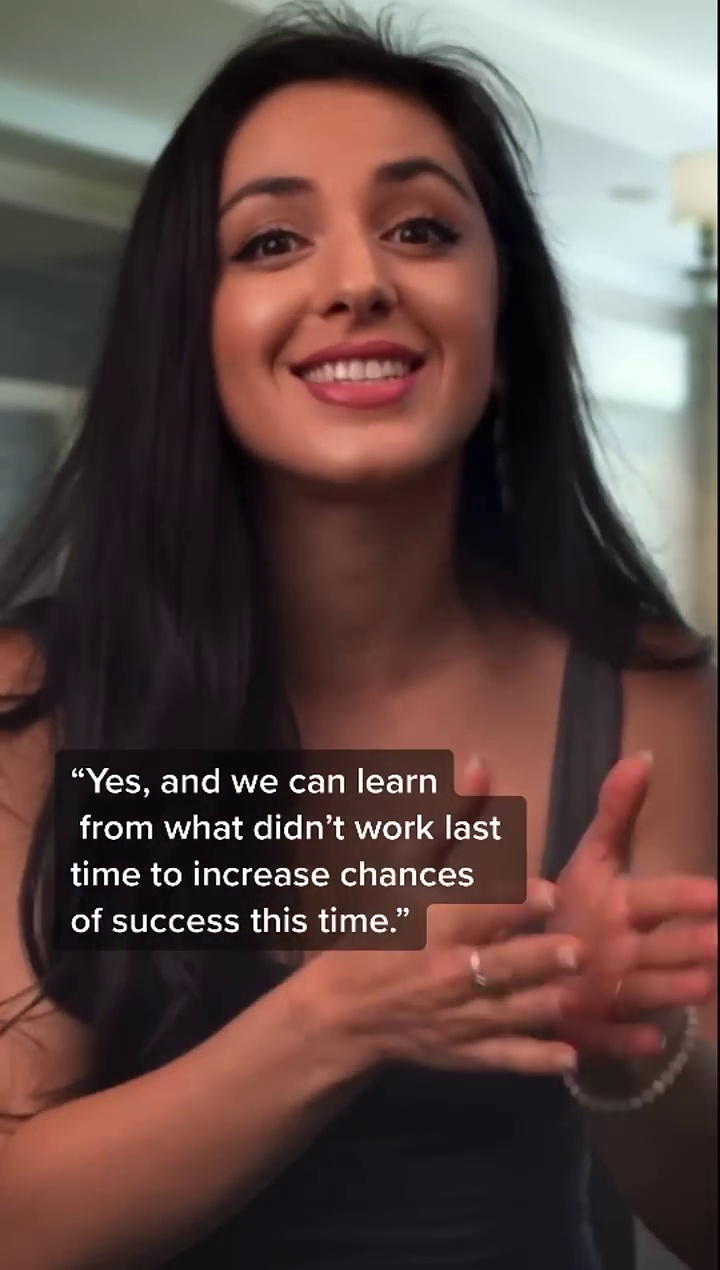 “Yes, and we can learn
from what didn’t work last
time to increase chances
of success this time.”